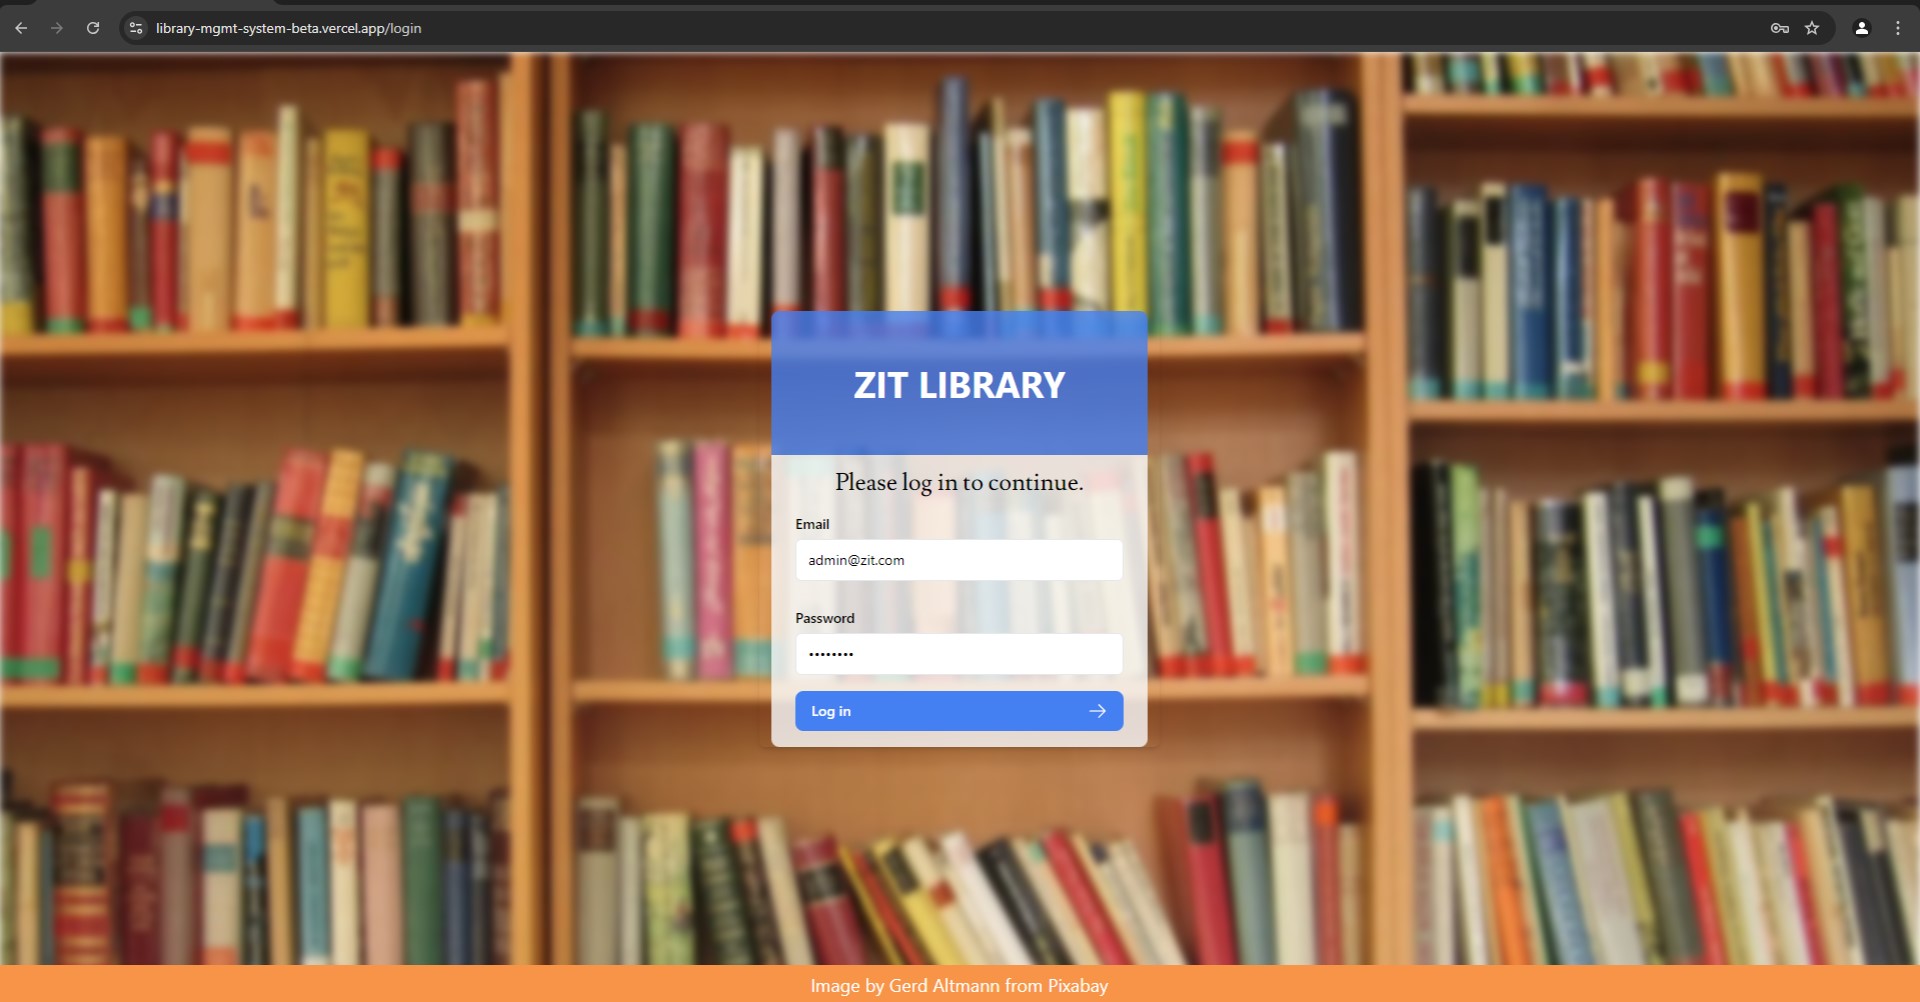 library-mgmt-system-beta.vercel.app/login
ZIT LIBRARY
Please log in to continue.
Email
admin@zit.com
Password
••••••••
Log in
Image by Gerd Altmann from Pixabay